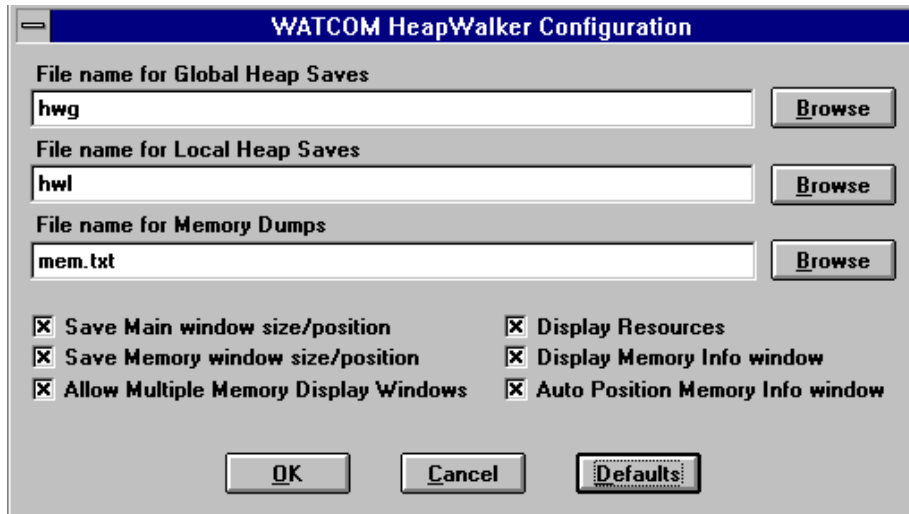 WATCOM HeapWalker Configuration
File name for Global Heap Saves
hwg
Browse
File name for Local Heap Saves
hwl
Browse
File name for Memory Dumps
mem.txt
Browse
Save Main window size/position
Display Resources
Save Memory window size/position
Display Memory Info window
Allow Multiple Memory Display Windows
Auto Position Memory Info window
OK
Cancel
Defaults